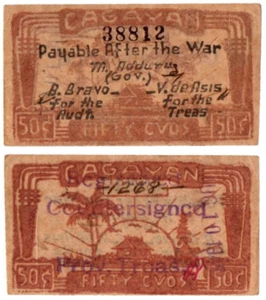 CAGAYAN
38812
Payable After the War
M. Adduru
(Gov.)
B. Bravo V. de Asis
for the for the
Audt. Treas
50¢ FIFTY CVOS 50¢
CAGAYAN
1268
Countersigned
Prov. Treas
50¢ FIFTY CVOS 50¢